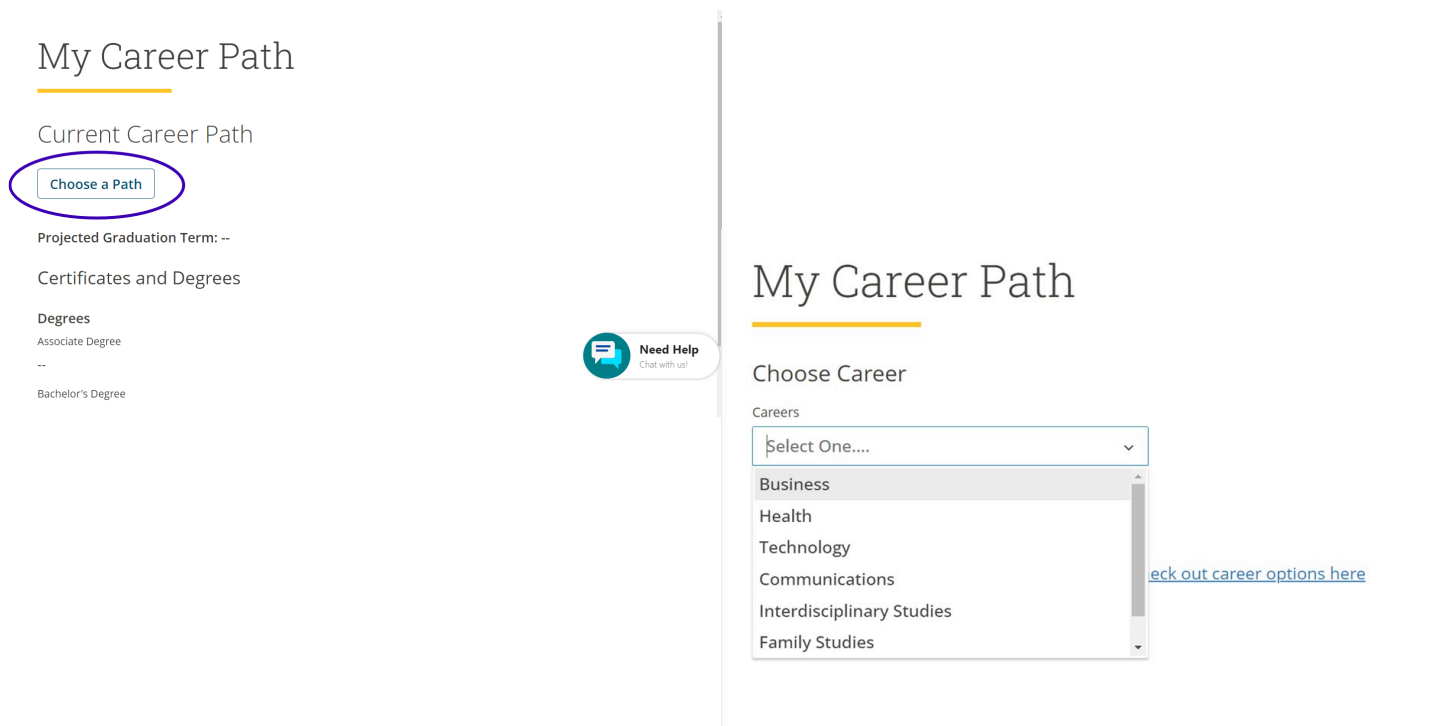 My Career Path
Current Career Path
Choose a Path
Projected Graduation Term: --
Certificates and Degrees
Degrees
Associate Degree
--
Bachelor's Degree
Need Help
Chat with us!
My Career Path
Choose Career
Careers
Select One....
Business
Health
Technology
Communications
Interdisciplinary Studies
Family Studies
eck out career options here